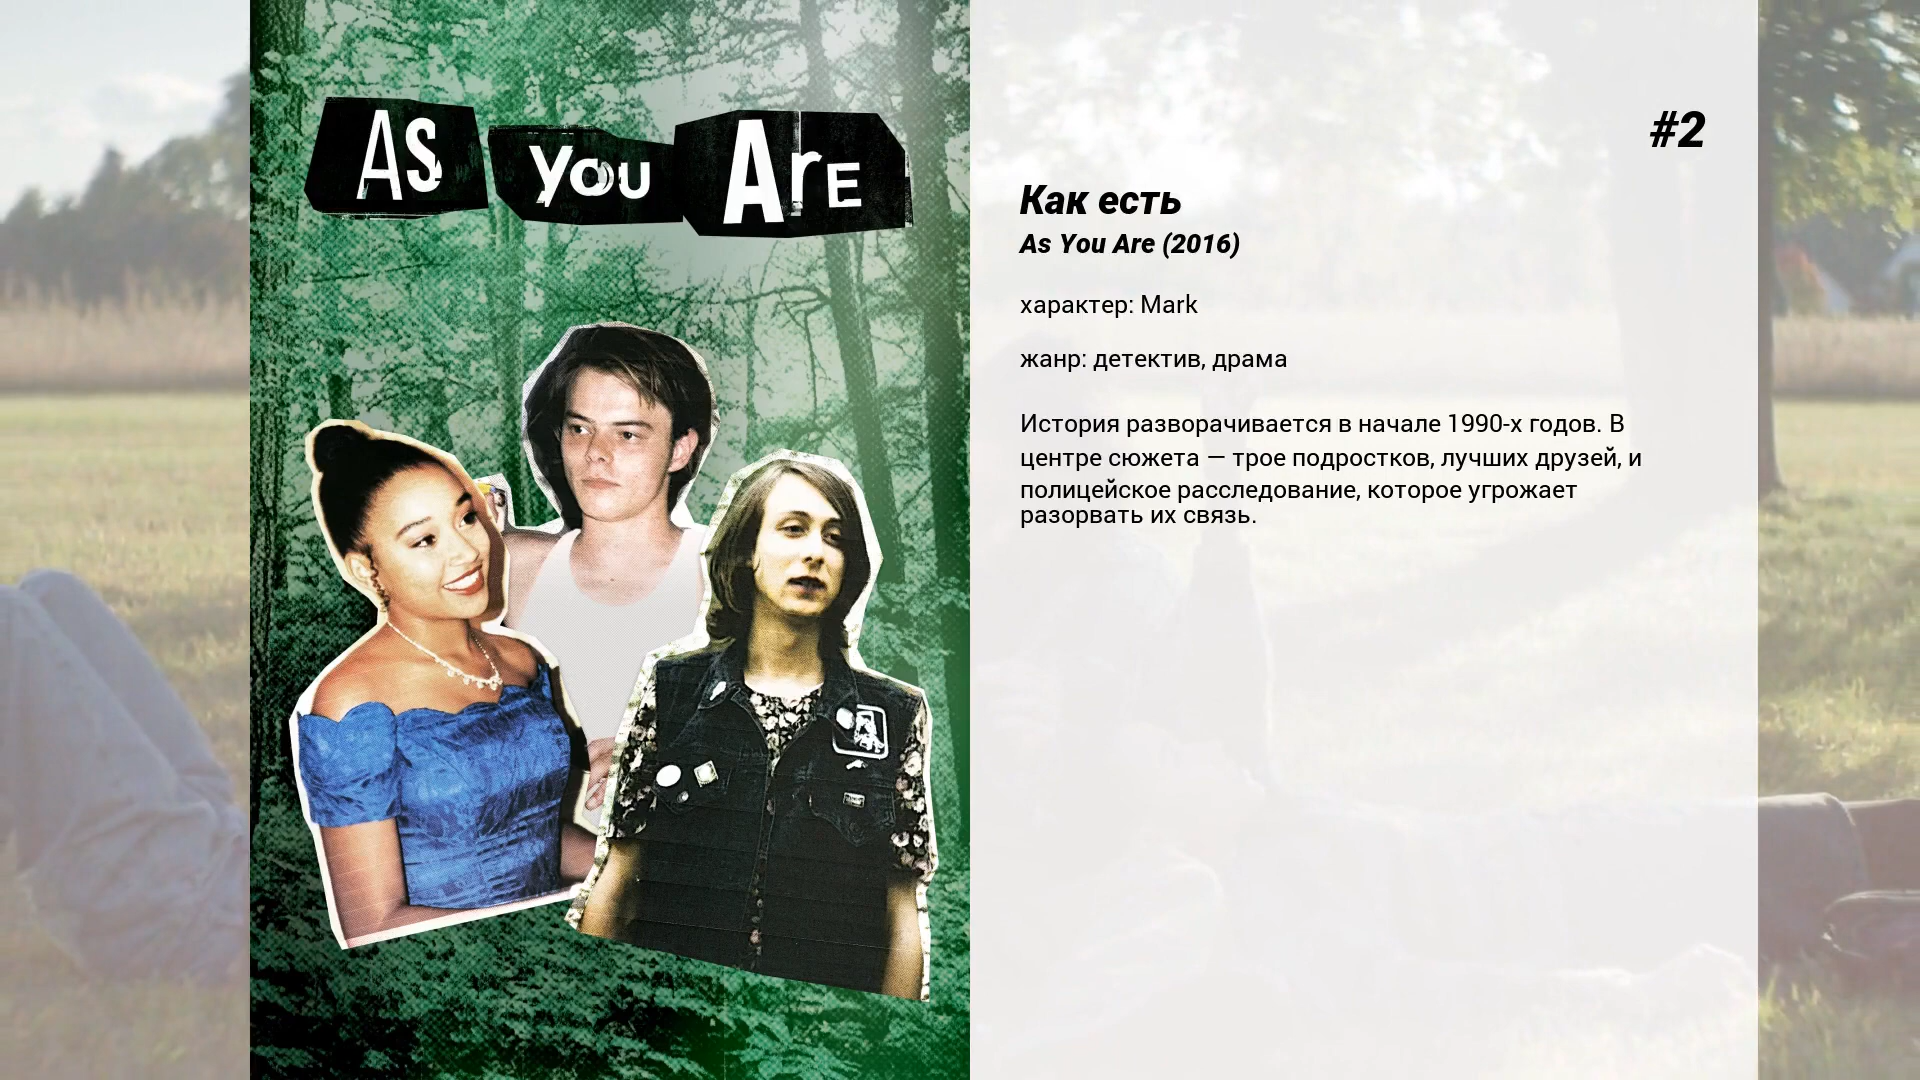 As you ArE
#2
Как есть
As You Are (2016)
характер: Mark
жанр: детектив, драма
История разворачивается в начале 1990-х годов. В
центре сюжета — трое подростков, лучших друзей, и
полицейское расследование, которое угрожает
разорвать их связь.